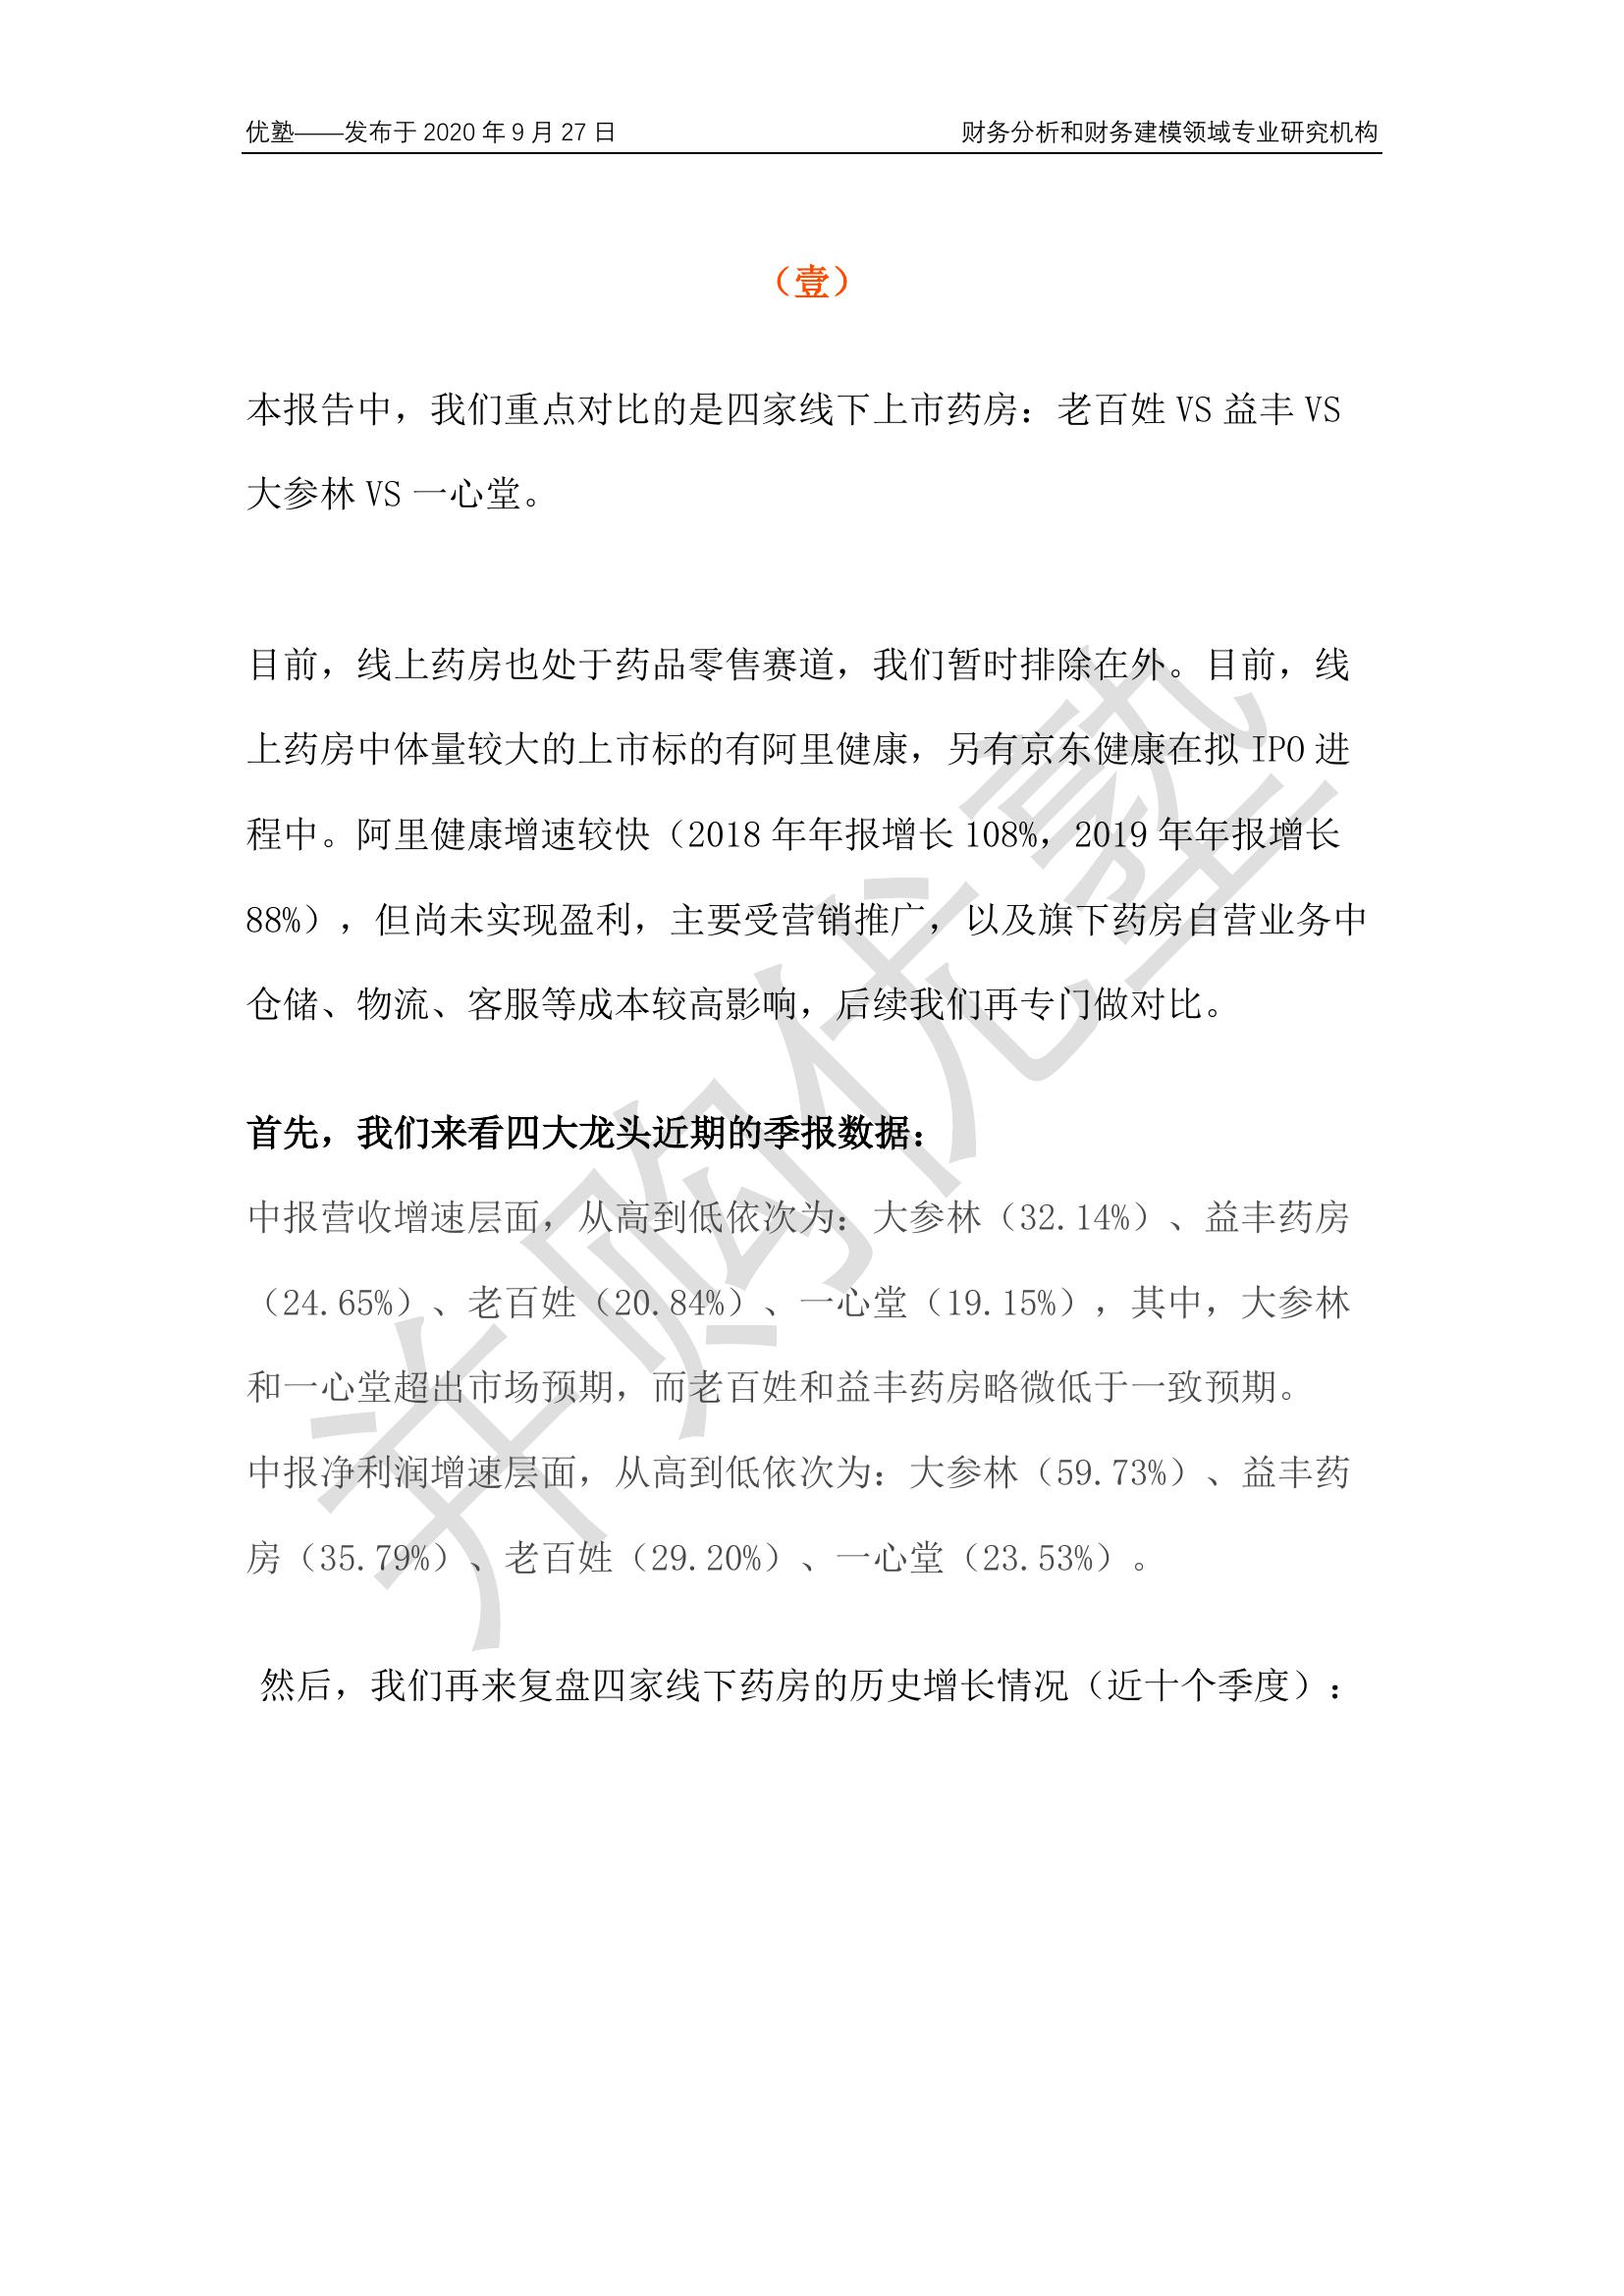 优塾——发布于 2020 年 9 月 27 日 财务分析和财务建模领域专业研究机构
（壹）
本报告中，我们重点对比的是四家线下上市药房：老百姓 VS 益丰 VS
大参林 VS 一心堂。
目前，线上药房也处于药品零售赛道，我们暂时排除在外。目前，线
上药房中体量较大的上市标的有阿里健康，另有京东健康在拟 IPO 进
程中。阿里健康增速较快（2018 年年报增长 108%，2019 年年报增长
88%），但尚未实现盈利，主要受营销推广，以及旗下药房自营业务中
仓储、物流、客服等成本较高影响，后续我们再专门做对比。
首先，我们来看四大龙头近期的季报数据：
中报营收增速层面，从高到低依次为：大参林（32.14%）、益丰药房
（24.65%）、老百姓（20.84%）、一心堂（19.15%），其中，大参林
和一心堂超出市场预期，而老百姓和益丰药房略微低于一致预期。
中报净利润增速层面，从高到低依次为：大参林（59.73%）、益丰药
房（35.79%）、老百姓（29.20%）、一心堂（23.53%）。
然后，我们再来复盘四家线下药房的历史增长情况（近十个季度）：
并购优塾